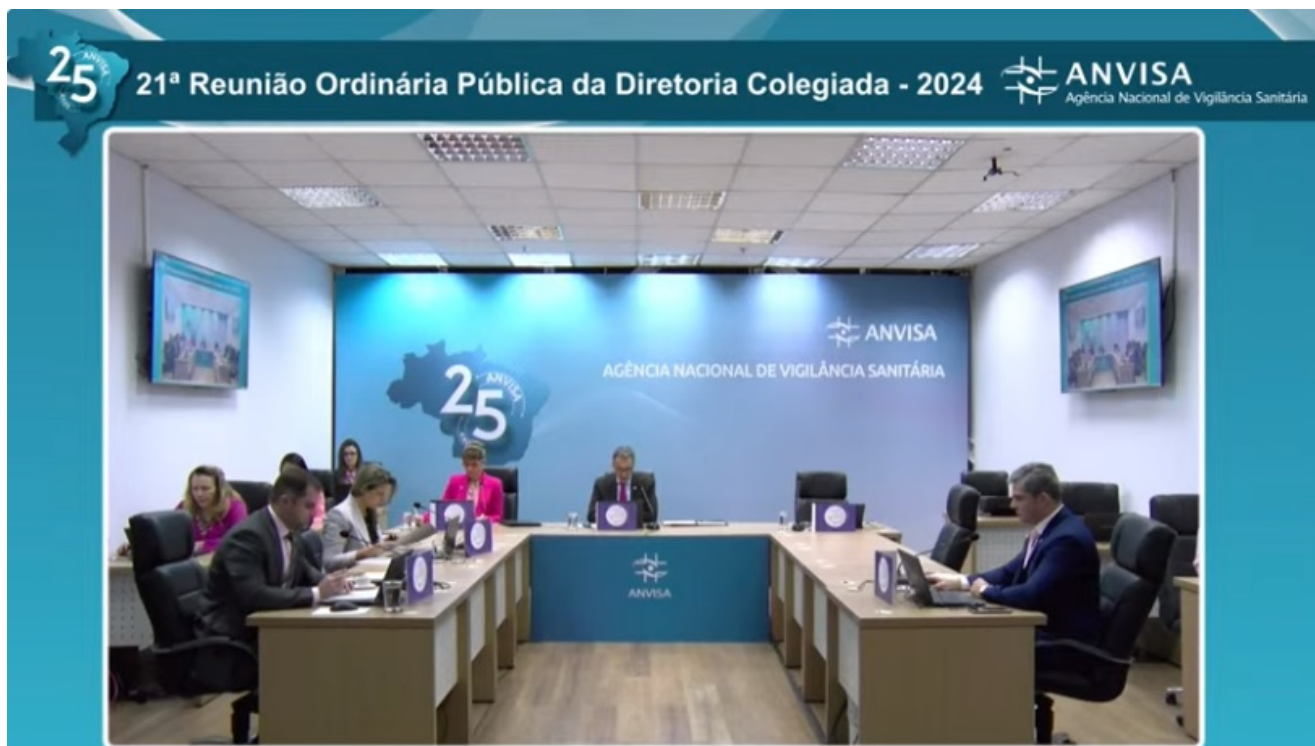 25
ANVISA
21ª Reunião Ordinária Pública da Diretoria Colegiada - 2024
ANVISA
Agência Nacional de Vigilância Sanitária
ANVISA
AGÊNCIA NACIONAL DE VIGILÂNCIA SANITÁRIA
25
ANVISA
ANVISA